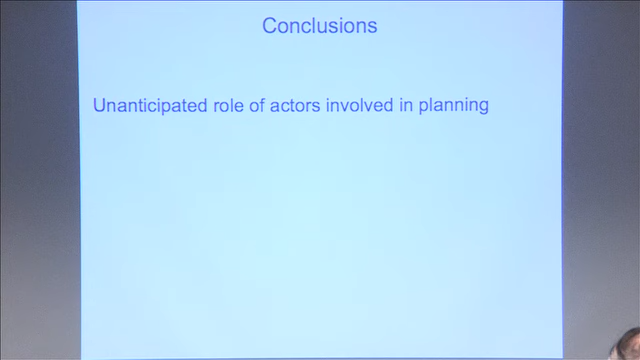 Conclusions
Unanticipated role of actors involved in planning